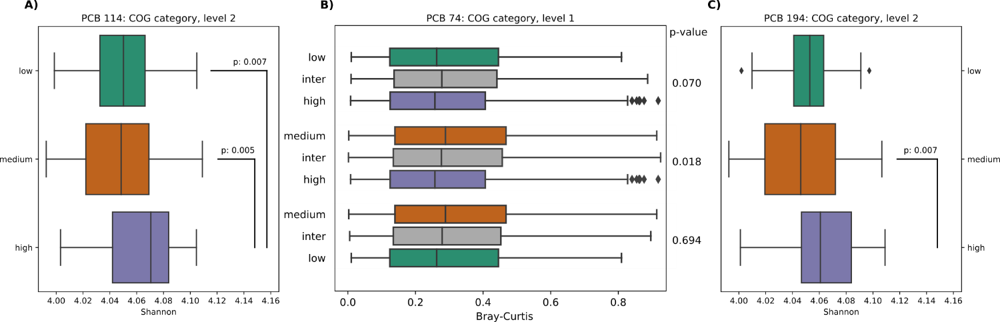 A)
PCB 114: COG category, level 2
low
medium
high
p: 0.007
p: 0.005
4.00 4.02 4.04 4.06 4.08 4.10 4.12 4.14 4.16
Shannon
B)
PCB 74: COG category, level 1
p-value
low
inter
high
0.070
medium
inter
high
0.018
medium
inter
low
0.694
0.0 0.2 0.4 0.6 0.8
Bray-Curtis
C)
PCB 194: COG category, level 2
low
medium
high
p: 0.007
4.00 4.02 4.04 4.06 4.08 4.10 4.12 4.14 4.16
Shannon